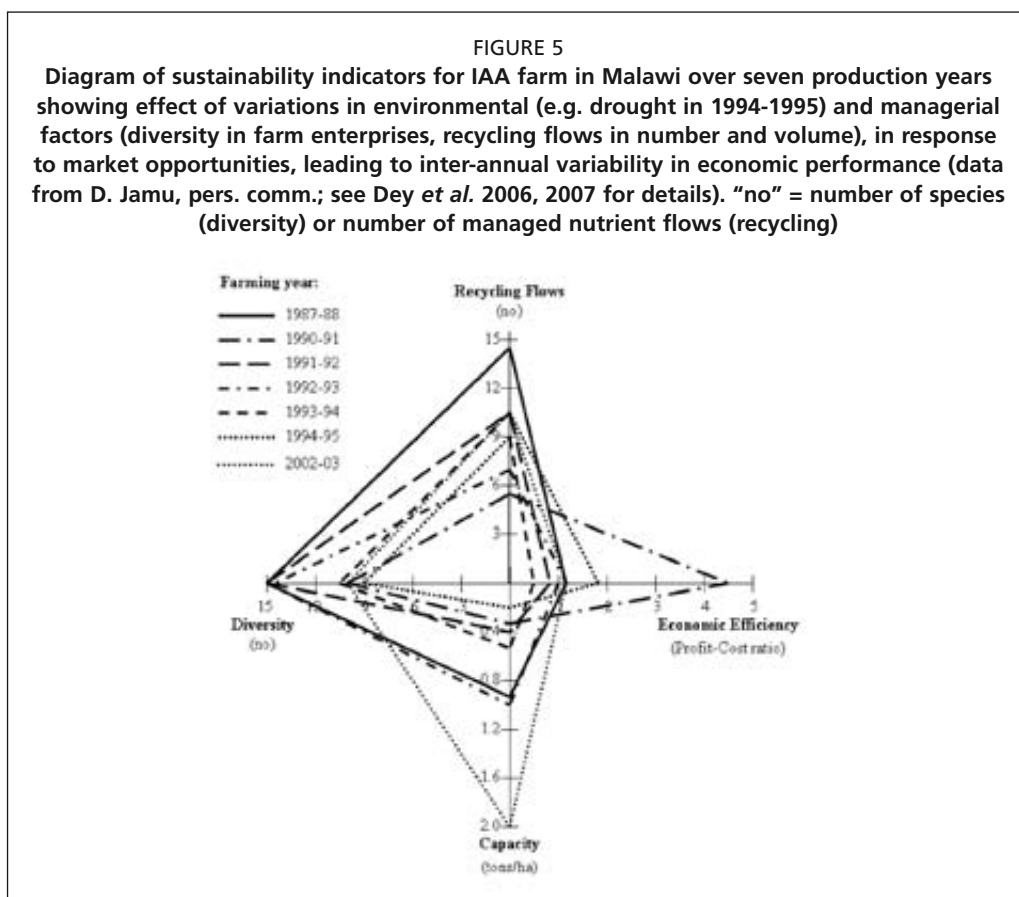 FIGURE 5
Diagram of sustainability indicators for IAA farm in Malawi over seven production years
showing effect of variations in environmental (e.g. drought in 1994-1995) and managerial
factors (diversity in farm enterprises, recycling flows in number and volume), in response
to market opportunities, leading to inter-annual variability in economic performance (data
from D. Jamu, pers. comm.; see Dey et al. 2006, 2007 for details). “no” = number of species
(diversity) or number of managed nutrient flows (recycling)
Farming year:
1987-88
1990-91
1991-92
1992-93
1993-94
1994-95
2002-03
Recycling Flows
(no)
15
12
9
6
3
15
Diversity
(no)
2
3
4
5
Economic Efficiency
(Profit-Cost ratio)
0.4
0.8
1.2
1.6
2.0
Capacity
(tons/ha)